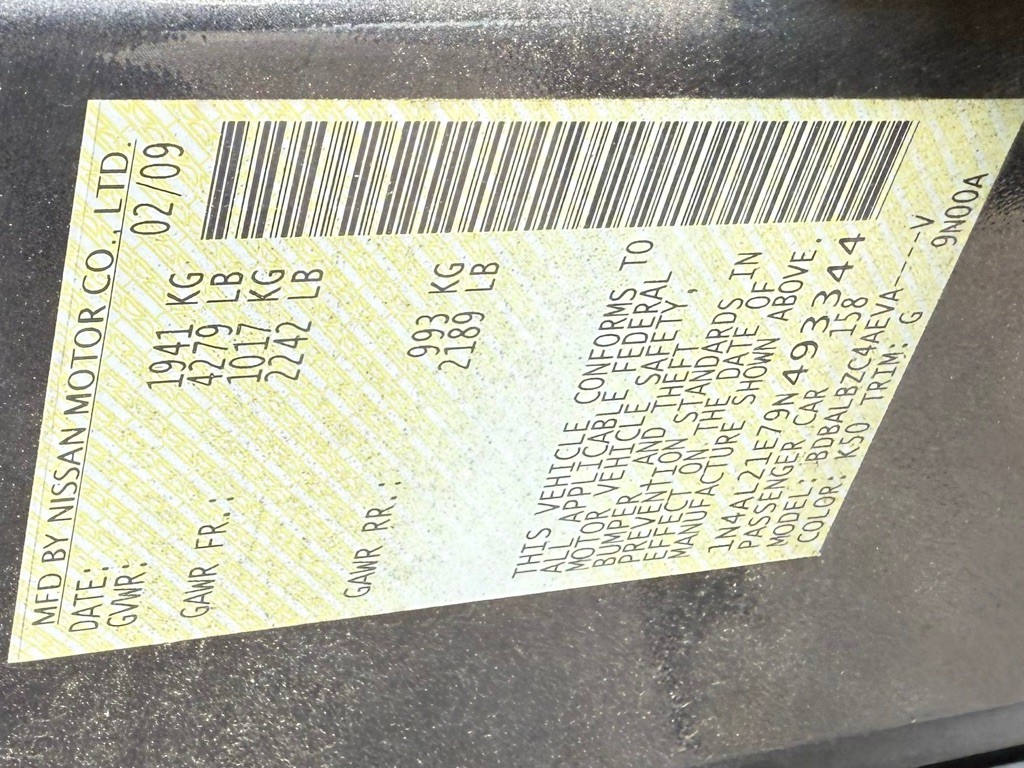 MFD BY NISSAN MOTOR CO., LTD.
DATE: 02/09
GVWR: 1941 KG
4279 LB
GAWR FR.: 1017 KG
2242 LB
GAWR RR.: 993 KG
2189 LB
THIS VEHICLE CONFORMS TO
ALL APPLICABLE FEDERAL
MOTOR VEHICLE SAFETY,
BUMPER, AND THEFT
PREVENTION STANDARDS IN
EFFECT ON THE DATE OF
MANUFACTURE SHOWN ABOVE.
1N4AL21E79N493344
PASSENGER CAR 158
MODEL: BDBALBZC4AEVA----V
COLOR: K50 TRIM: G 9N00A